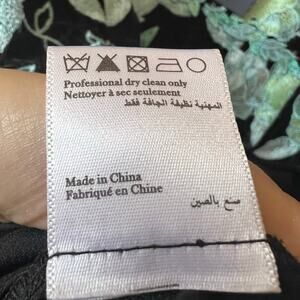 Professional dry clean only
Nettoyer à sec seulement
المهنية نظيفة الجافة فقط
Made in China
Fabriqué en Chine
صنع بالصين